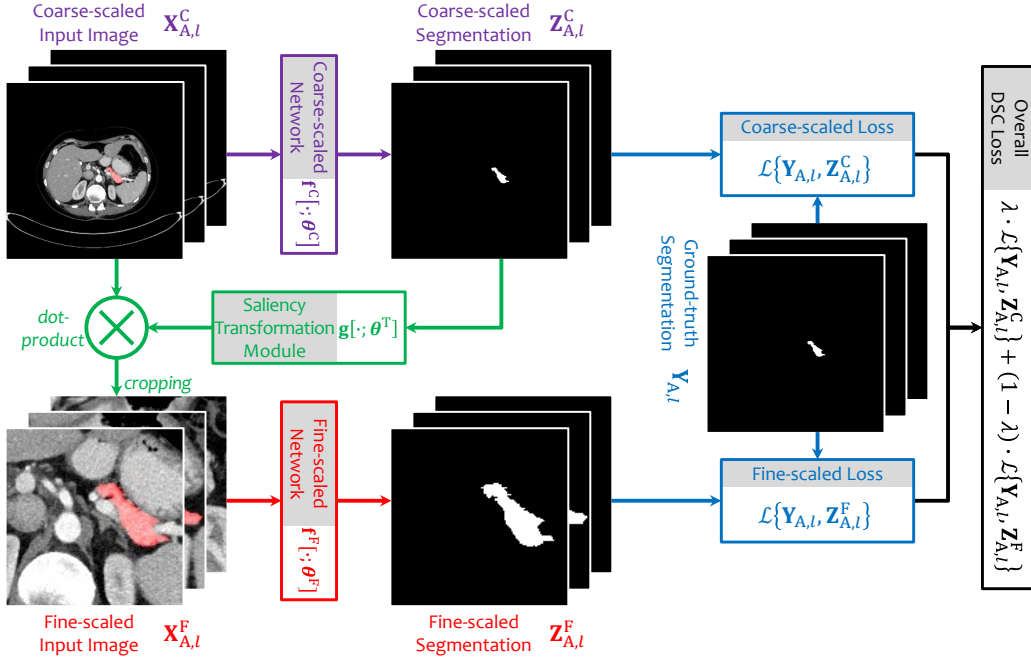 Coarse-scaled
Input Image
X^C_{A,l}
Coarse-scaled
Segmentation
Z^C_{A,l}
Coarse-scaled
Network
f^C[·; θ^C]
Coarse-scaled Loss
ℒ{Y_{A,l}, Z^C_{A,l}}
Ground-truth
Segmentation
Y_{A,l}
Overall
DSC Loss
λ · ℒ{Y_{A,l}, Z^C_{A,l}} + (1 − λ) · ℒ{Y_{A,l}, Z^F_{A,l}}
dot-
product
Saliency
Transformation
Module
g[·; θ^T]
cropping
Fine-scaled
Network
f^F[·; θ^F]
Fine-scaled Loss
ℒ{Y_{A,l}, Z^F_{A,l}}
Fine-scaled
Input Image
X^F_{A,l}
Fine-scaled
Segmentation
Z^F_{A,l}